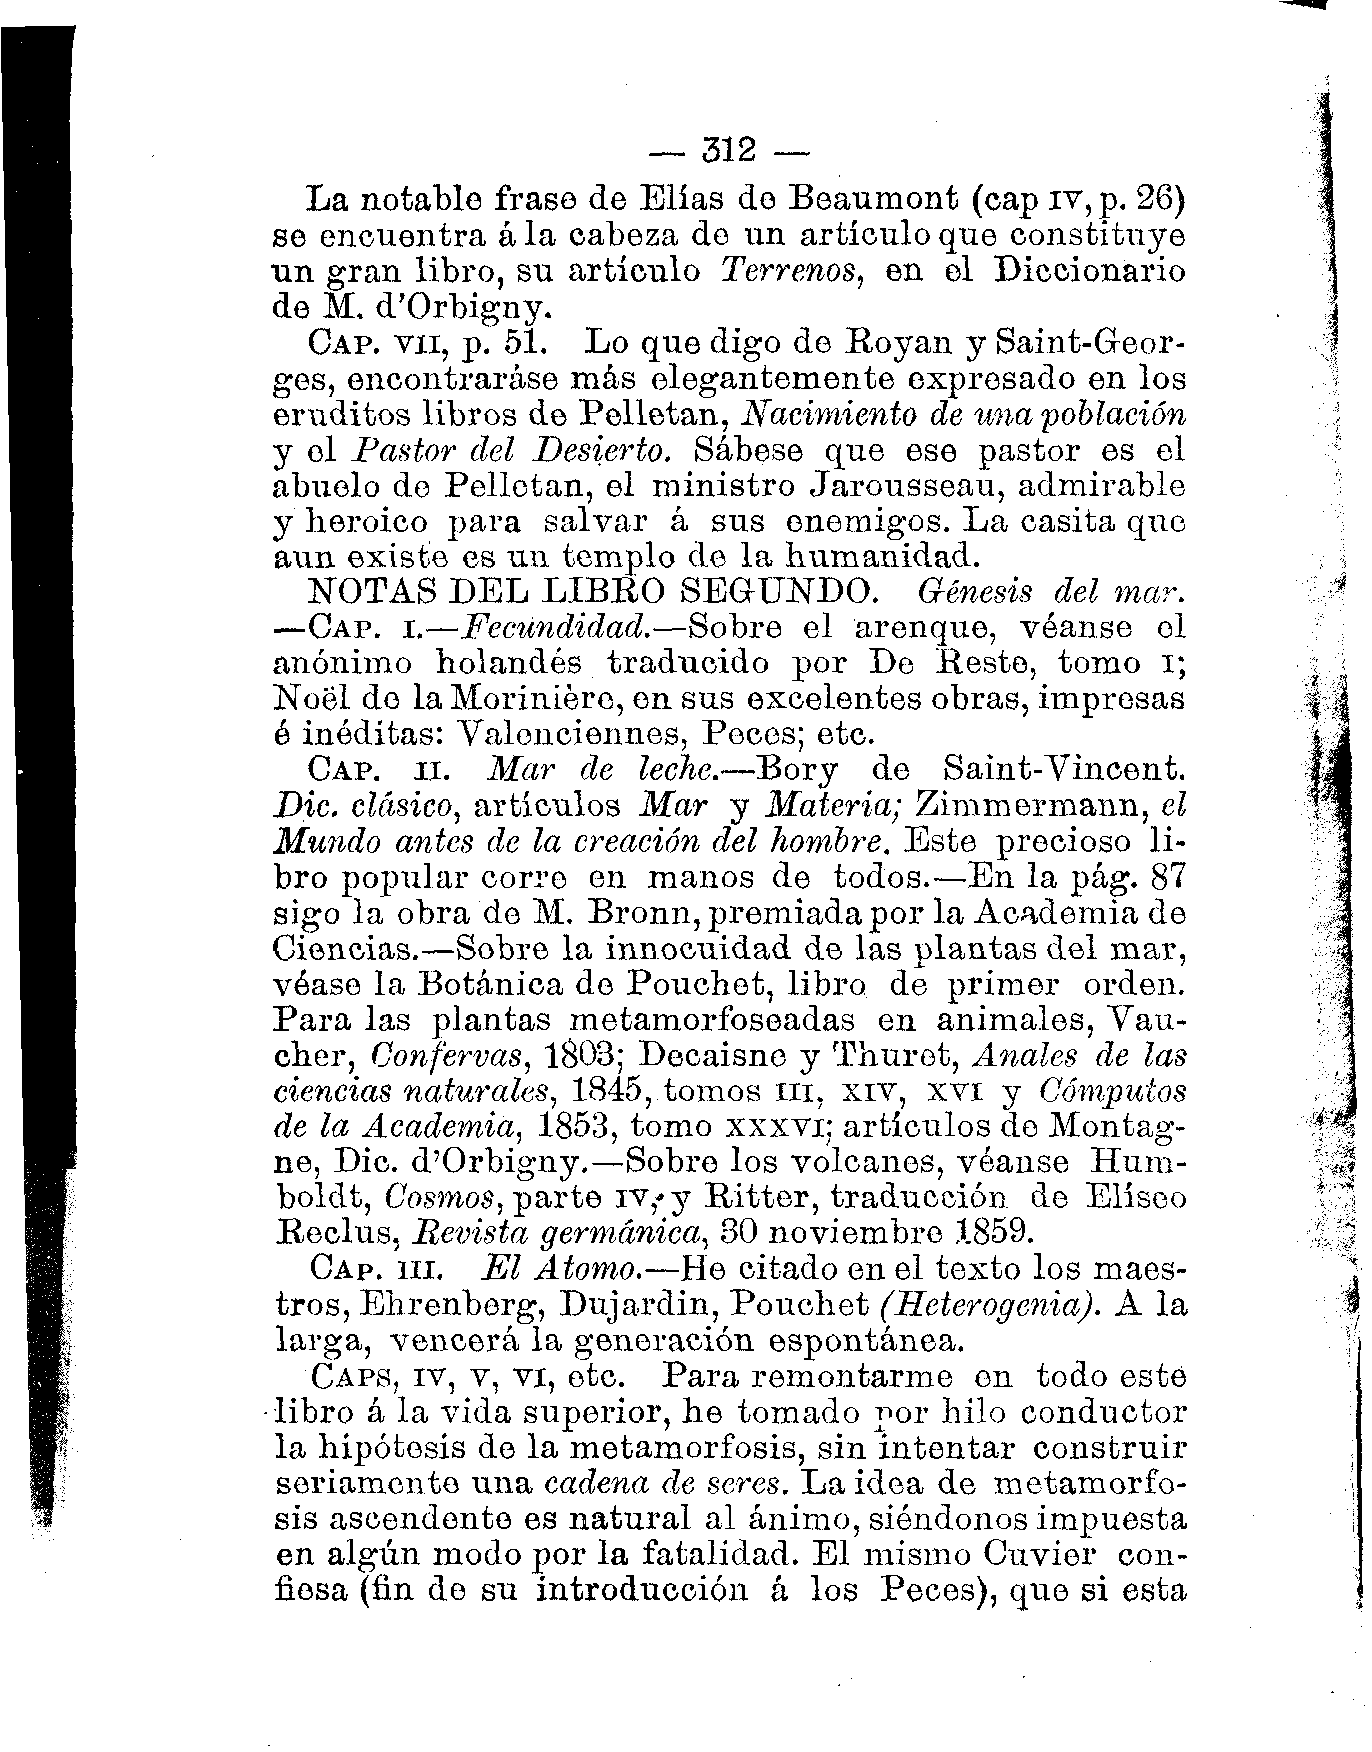 — 312 —
La notable frase de Elías de Beaumont (cap IV, p. 26)
se encuentra á la cabeza de un artículo que constituye
un gran libro, su artículo Terrenos, en el Diccionario
de M. d'Orbigny.
CAP. VII, p. 51. Lo que digo de Royan y Saint-Geor-
ges, encontraráse más elegantemente expresado en los
eruditos libros de Pelletan, Nacimiento de una población
y el Pastor del Desierto. Sábese que ese pastor es el
abuelo de Pelletan, el ministro Jarousseau, admirable
y heroico para salvar á sus enemigos. La casita que
aun existe es un templo de la humanidad.
NOTAS DEL LIBRO SEGUNDO. Génesis del mar.
—CAP. I.—Fecundidad.—Sobre el arenque, véanse el
anónimo holandés traducido por De Reste, tomo I;
Noël de la Morinière, en sus excelentes obras, impresas
é inéditas: Valenciennes, Peces; etc.
CAP. II. Mar de leche.—Bory de Saint-Vincent.
Dic. clásico, artículos Mar y Materia; Zimmermann, el
Mundo antes de la creación del hombre. Este precioso li-
bro popular corre en manos de todos.—En la pág. 87
sigo la obra de M. Bronn, premiada por la Academia de
Ciencias.—Sobre la innocuidad de las plantas del mar,
véase la Botánica de Pouchet, libro de primer orden.
Para las plantas metamorfoseadas en animales, Vau-
cher, Confervas, 1803; Decaisne y Thuret, Anales de las
ciencias naturales, 1845, tomos III, XIV, XVI y Cómputos
de la Academia, 1853, tomo XXXVI; artículos de Montag-
ne, Dic. d'Orbigny.—Sobre los volcanes, véanse Hum-
boldt, Cosmos, parte IV, y Ritter, traducción de Elíseo
Reclus, Revista germánica, 30 noviembre 1859.
CAP. III. El Atomo.—He citado en el texto los maes-
tros, Ehrenberg, Dujardin, Pouchet (Heterogenia). A la
larga, vencerá la generación espontánea.
CAPS, IV, V, VI, etc. Para remontarme en todo este
libro á la vida superior, he tomado por hilo conductor
la hipótesis de la metamorfosis, sin intentar construir
seriamente una cadena de seres. La idea de metamorfo-
sis ascendente es natural al ánimo, siéndonos impuesta
en algún modo por la fatalidad. El mismo Cuvier con-
fiesa (fin de su introducción á los Peces), que si esta